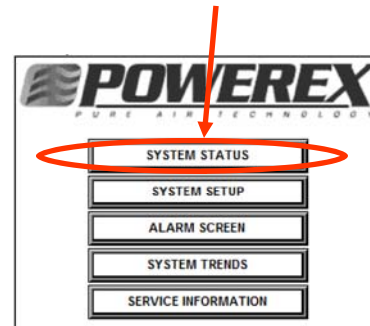 POWEREX
PURE AIR TECHNOLOGY
SYSTEM STATUS
SYSTEM SETUP
ALARM SCREEN
SYSTEM TRENDS
SERVICE INFORMATION